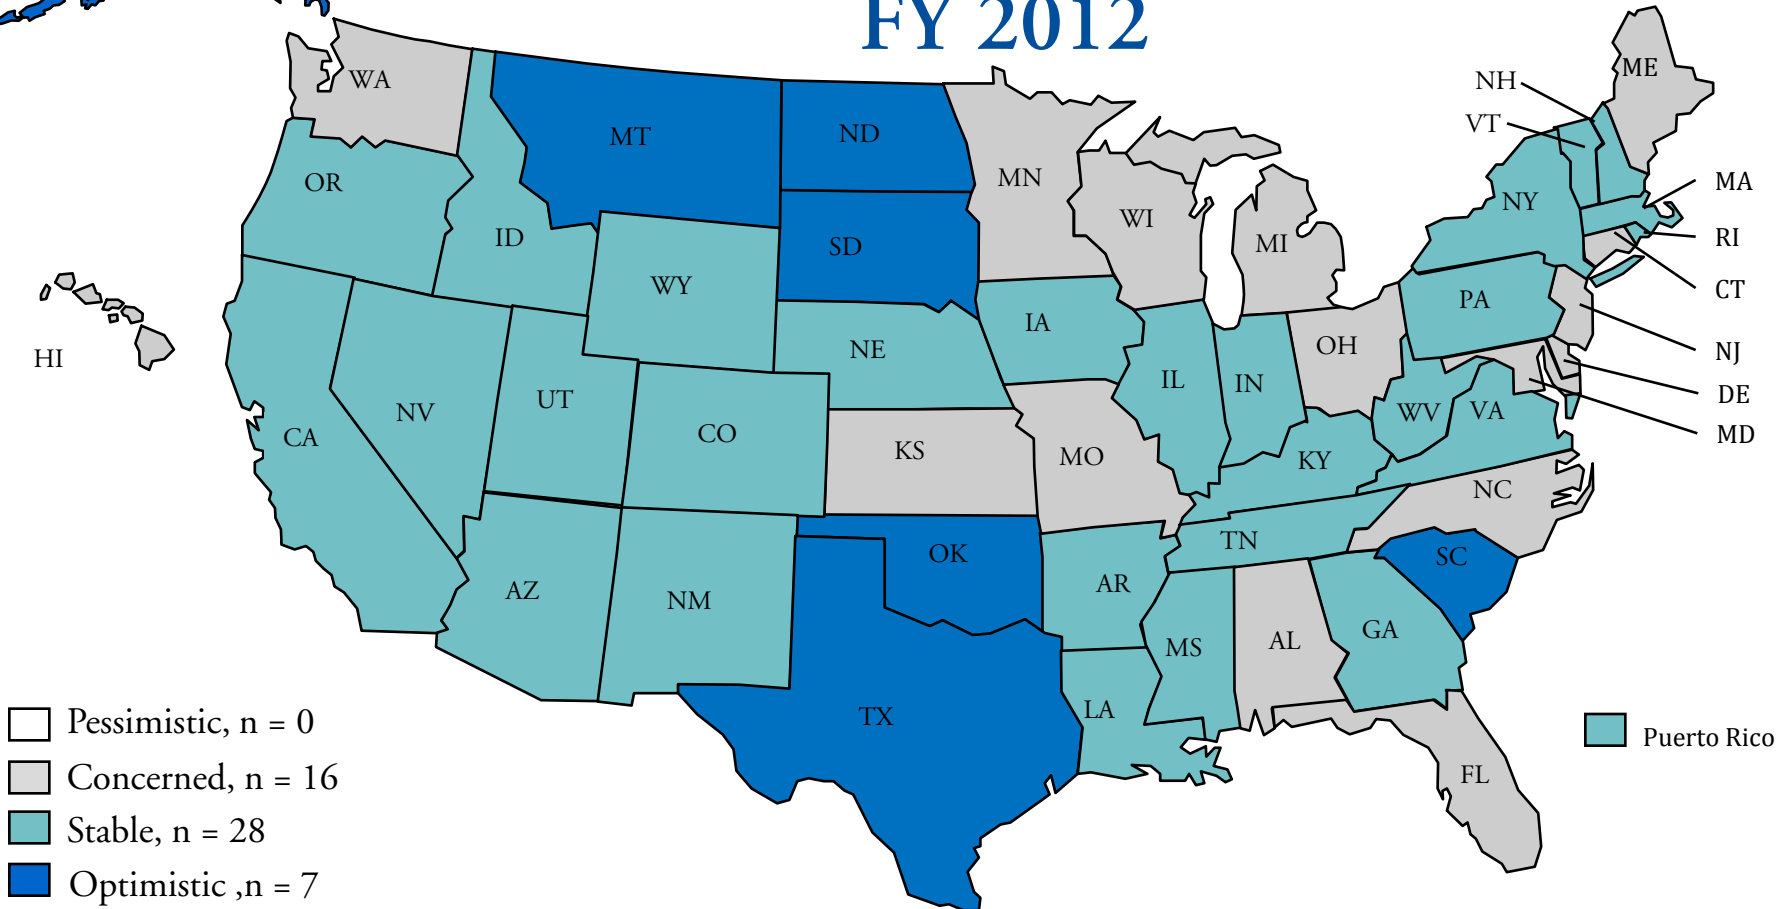 FY 2012
WA
MT
ND
MN
ME
NH
VT
OR
ID
SD
WI
MI
NY
MA
RI
CT
WY
PA
HI
IA
NE
OH
NJ
DE
MD
NV
UT
CO
CA
IL
IN
WV
VA
KS
MO
KY
NC
OK
TN
SC
AZ
NM
AR
MS
AL
GA
TX
LA
FL
Puerto Rico
Pessimistic, n = 0
Concerned, n = 16
Stable, n = 28
Optimistic ,n = 7